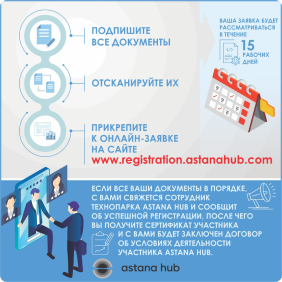 ПОДПИШИТЕ
ВСЕ ДОКУМЕНТЫ
ВАША ЗАЯВКА БУДЕТ
РАССМАТРИВАТЬСЯ
В ТЕЧЕНИЕ
15 РАБОЧИХ
ДНЕЙ
ОТСКАНИРУЙТЕ ИХ
ПРИКРЕПИТЕ
К ОНЛАЙН-ЗАЯВКЕ
НА САЙТЕ
www.registration.astanahub.com
ЕСЛИ ВСЕ ВАШИ ДОКУМЕНТЫ В ПОРЯДКЕ,
С ВАМИ СВЯЖЕТСЯ СОТРУДНИК
ТЕХНОПАРКА ASTANA HUB И СООБЩИТ
ОБ УСПЕШНОЙ РЕГИСТРАЦИИ, ПОСЛЕ ЧЕГО
ВЫ ПОЛУЧИТЕ СЕРТИФИКАТ УЧАСТНИКА
И С ВАМИ БУДЕТ ЗАКЛЮЧЕН ДОГОВОР
ОБ УСЛОВИЯХ ДЕЯТЕЛЬНОСТИ
УЧАСТНИКА ASTANA HUB.
astana hub